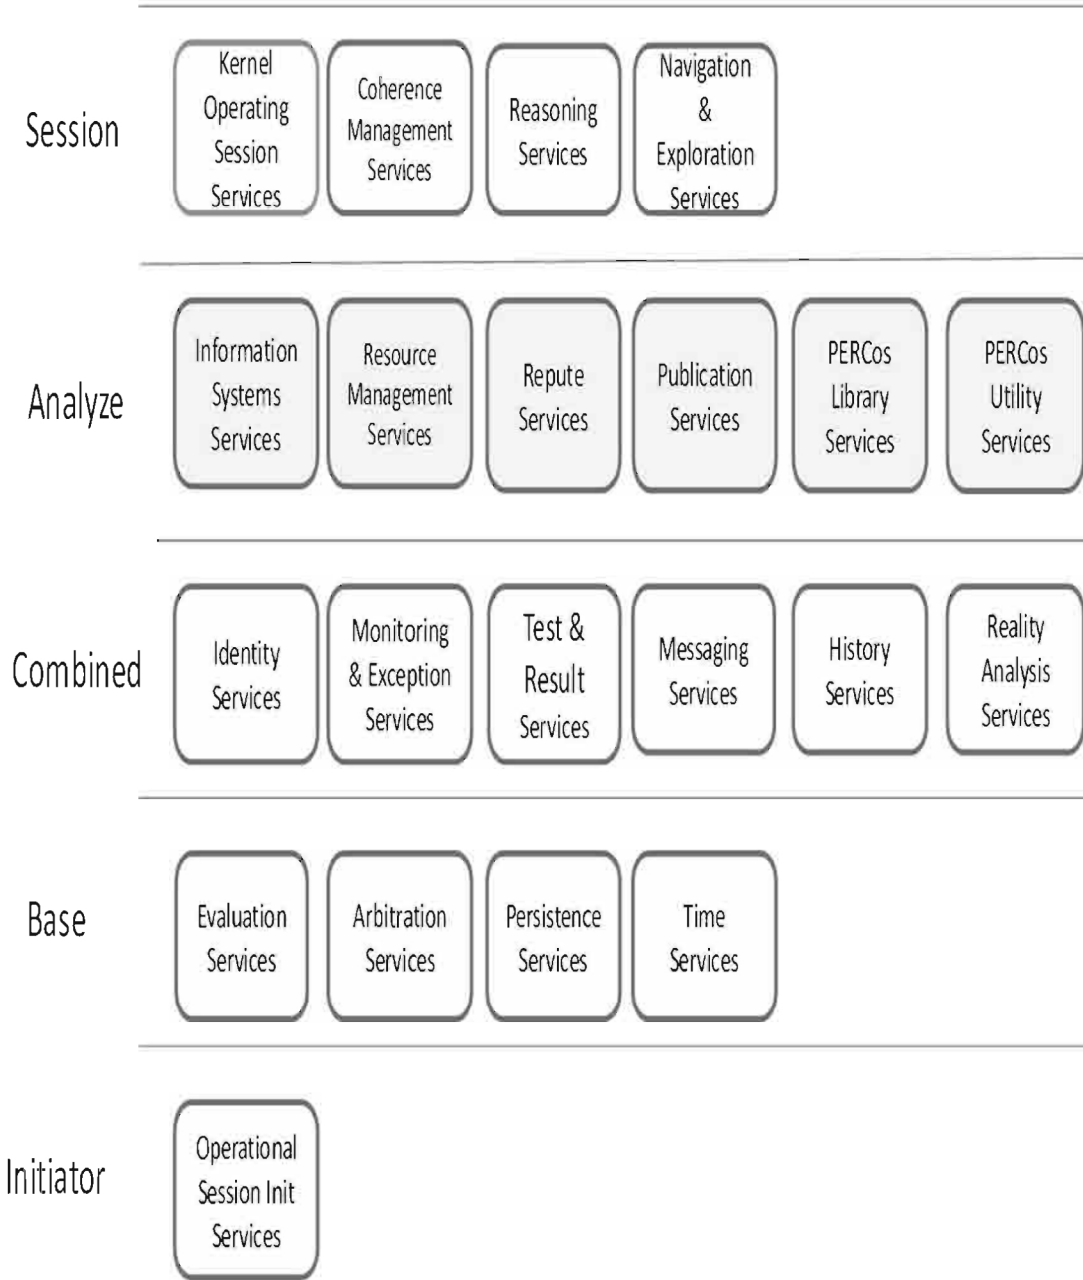 Session
Kernel
Operating
Session
Services
Coherence
Management
Services
Reasoning
Services
Navigation
&
Exploration
Services
Analyze
Information
Systems
Services
Resource
Management
Services
Repute
Services
Publication
Services
PERCos
Library
Services
PERCos
Utility
Services
Combined
Identity
Services
Monitoring
& Exception
Services
Test &
Result
Services
Messaging
Services
History
Services
Reality
Analysis
Services
Base
Evaluation
Services
Arbitration
Services
Persistence
Services
Time
Services
Initiator
Operational
Session Init
Services